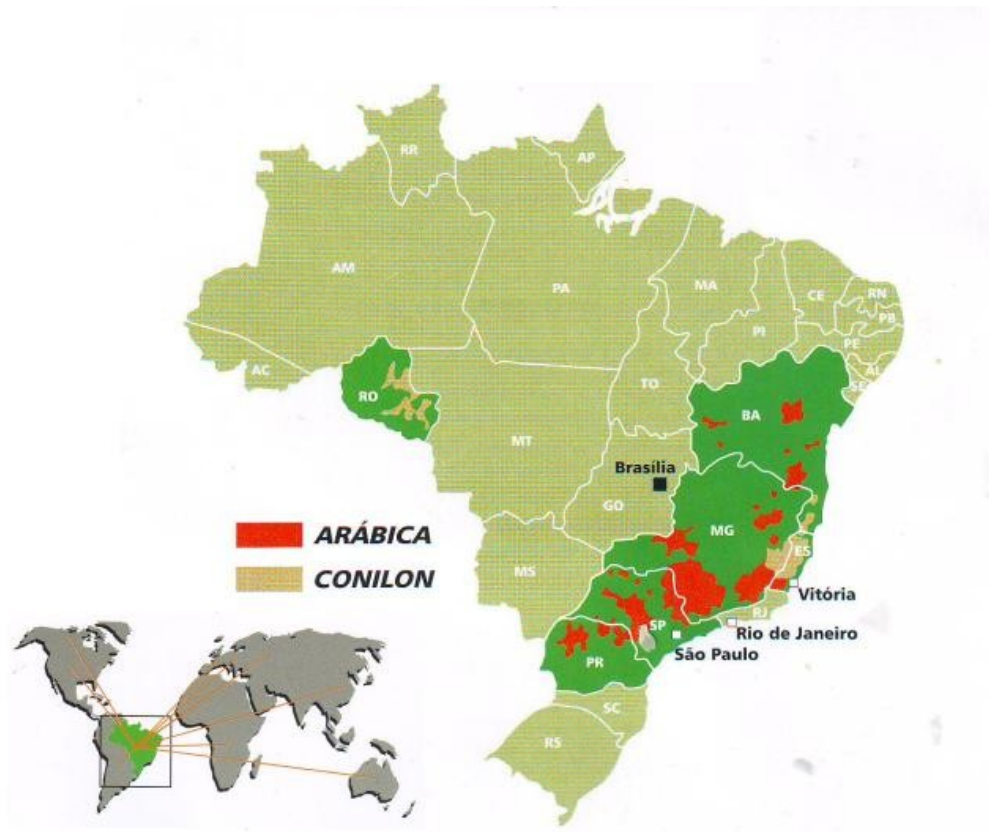 RR
AP
AM
PA
MA
CE
RN
PB
PI
PE
AL
SE
AC
TO
RO
BA
MT
Brasília
GO
MG
ARÁBICA
ES
CONILON
MS
Vitória
RJ
SP
Rio de Janeiro
São Paulo
PR
SC
RS